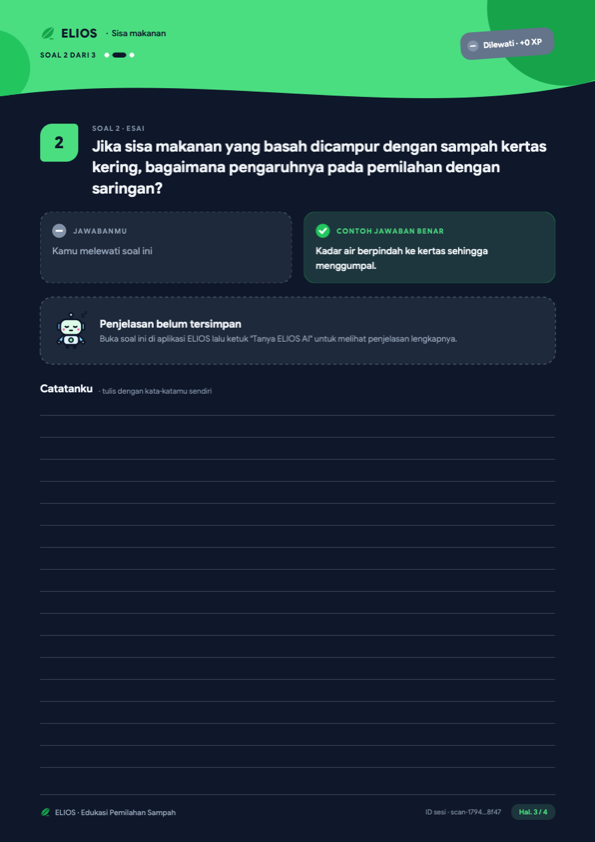 ELIOS · Sisa makanan
SOAL 2 DARI 3
Dilewati · +0 XP
2
SOAL 2 · ESAI
Jika sisa makanan yang basah dicampur dengan sampah kertas
kering, bagaimana pengaruhnya pada pemilahan dengan
saringan?
JAWABANMU
Kamu melewati soal ini
CONTOH JAWABAN BENAR
Kadar air berpindah ke kertas sehingga
menggumpal.
Penjelasan belum tersimpan
Buka soal ini di aplikasi ELIOS lalu ketuk "Tanya ELIOS AI" untuk melihat penjelasan lengkapnya.
Catatanku · tulis dengan kata-katamu sendiri
ELIOS · Edukasi Pemilahan Sampah
ID sesi · scan-1794...8f47
Hal. 3 / 4